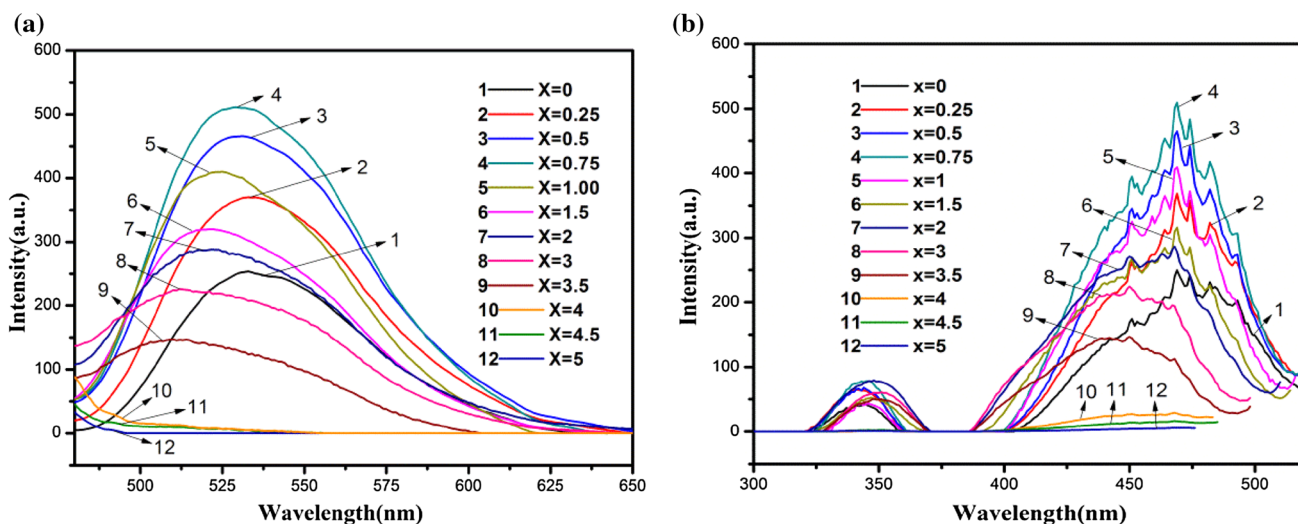 (a)
600
500
400
300
200
100
0
Intensity(a.u.)
500
525
550
575
600
625
650
Wavelength(nm)
4
3
5
2
6
7
1
8
9
10
11
12
1 X=0
2 X=0.25
3 X=0.5
4 X=0.75
5 X=1.00
6 X=1.5
7 X=2
8 X=3
9 X=3.5
10 X=4
11 X=4.5
12 X=5
(b)
600
500
400
300
200
100
0
Intensity(a.u.)
300
350
400
450
500
Wavelength(nm)
1 x=0
2 x=0.25
3 x=0.5
4 x=0.75
5 x=1
6 x=1.5
7 x=2
8 x=3
9 x=3.5
10 x=4
11 x=4.5
12 x=5
4
3
5
6
2
7
8
9
1
10
11
12